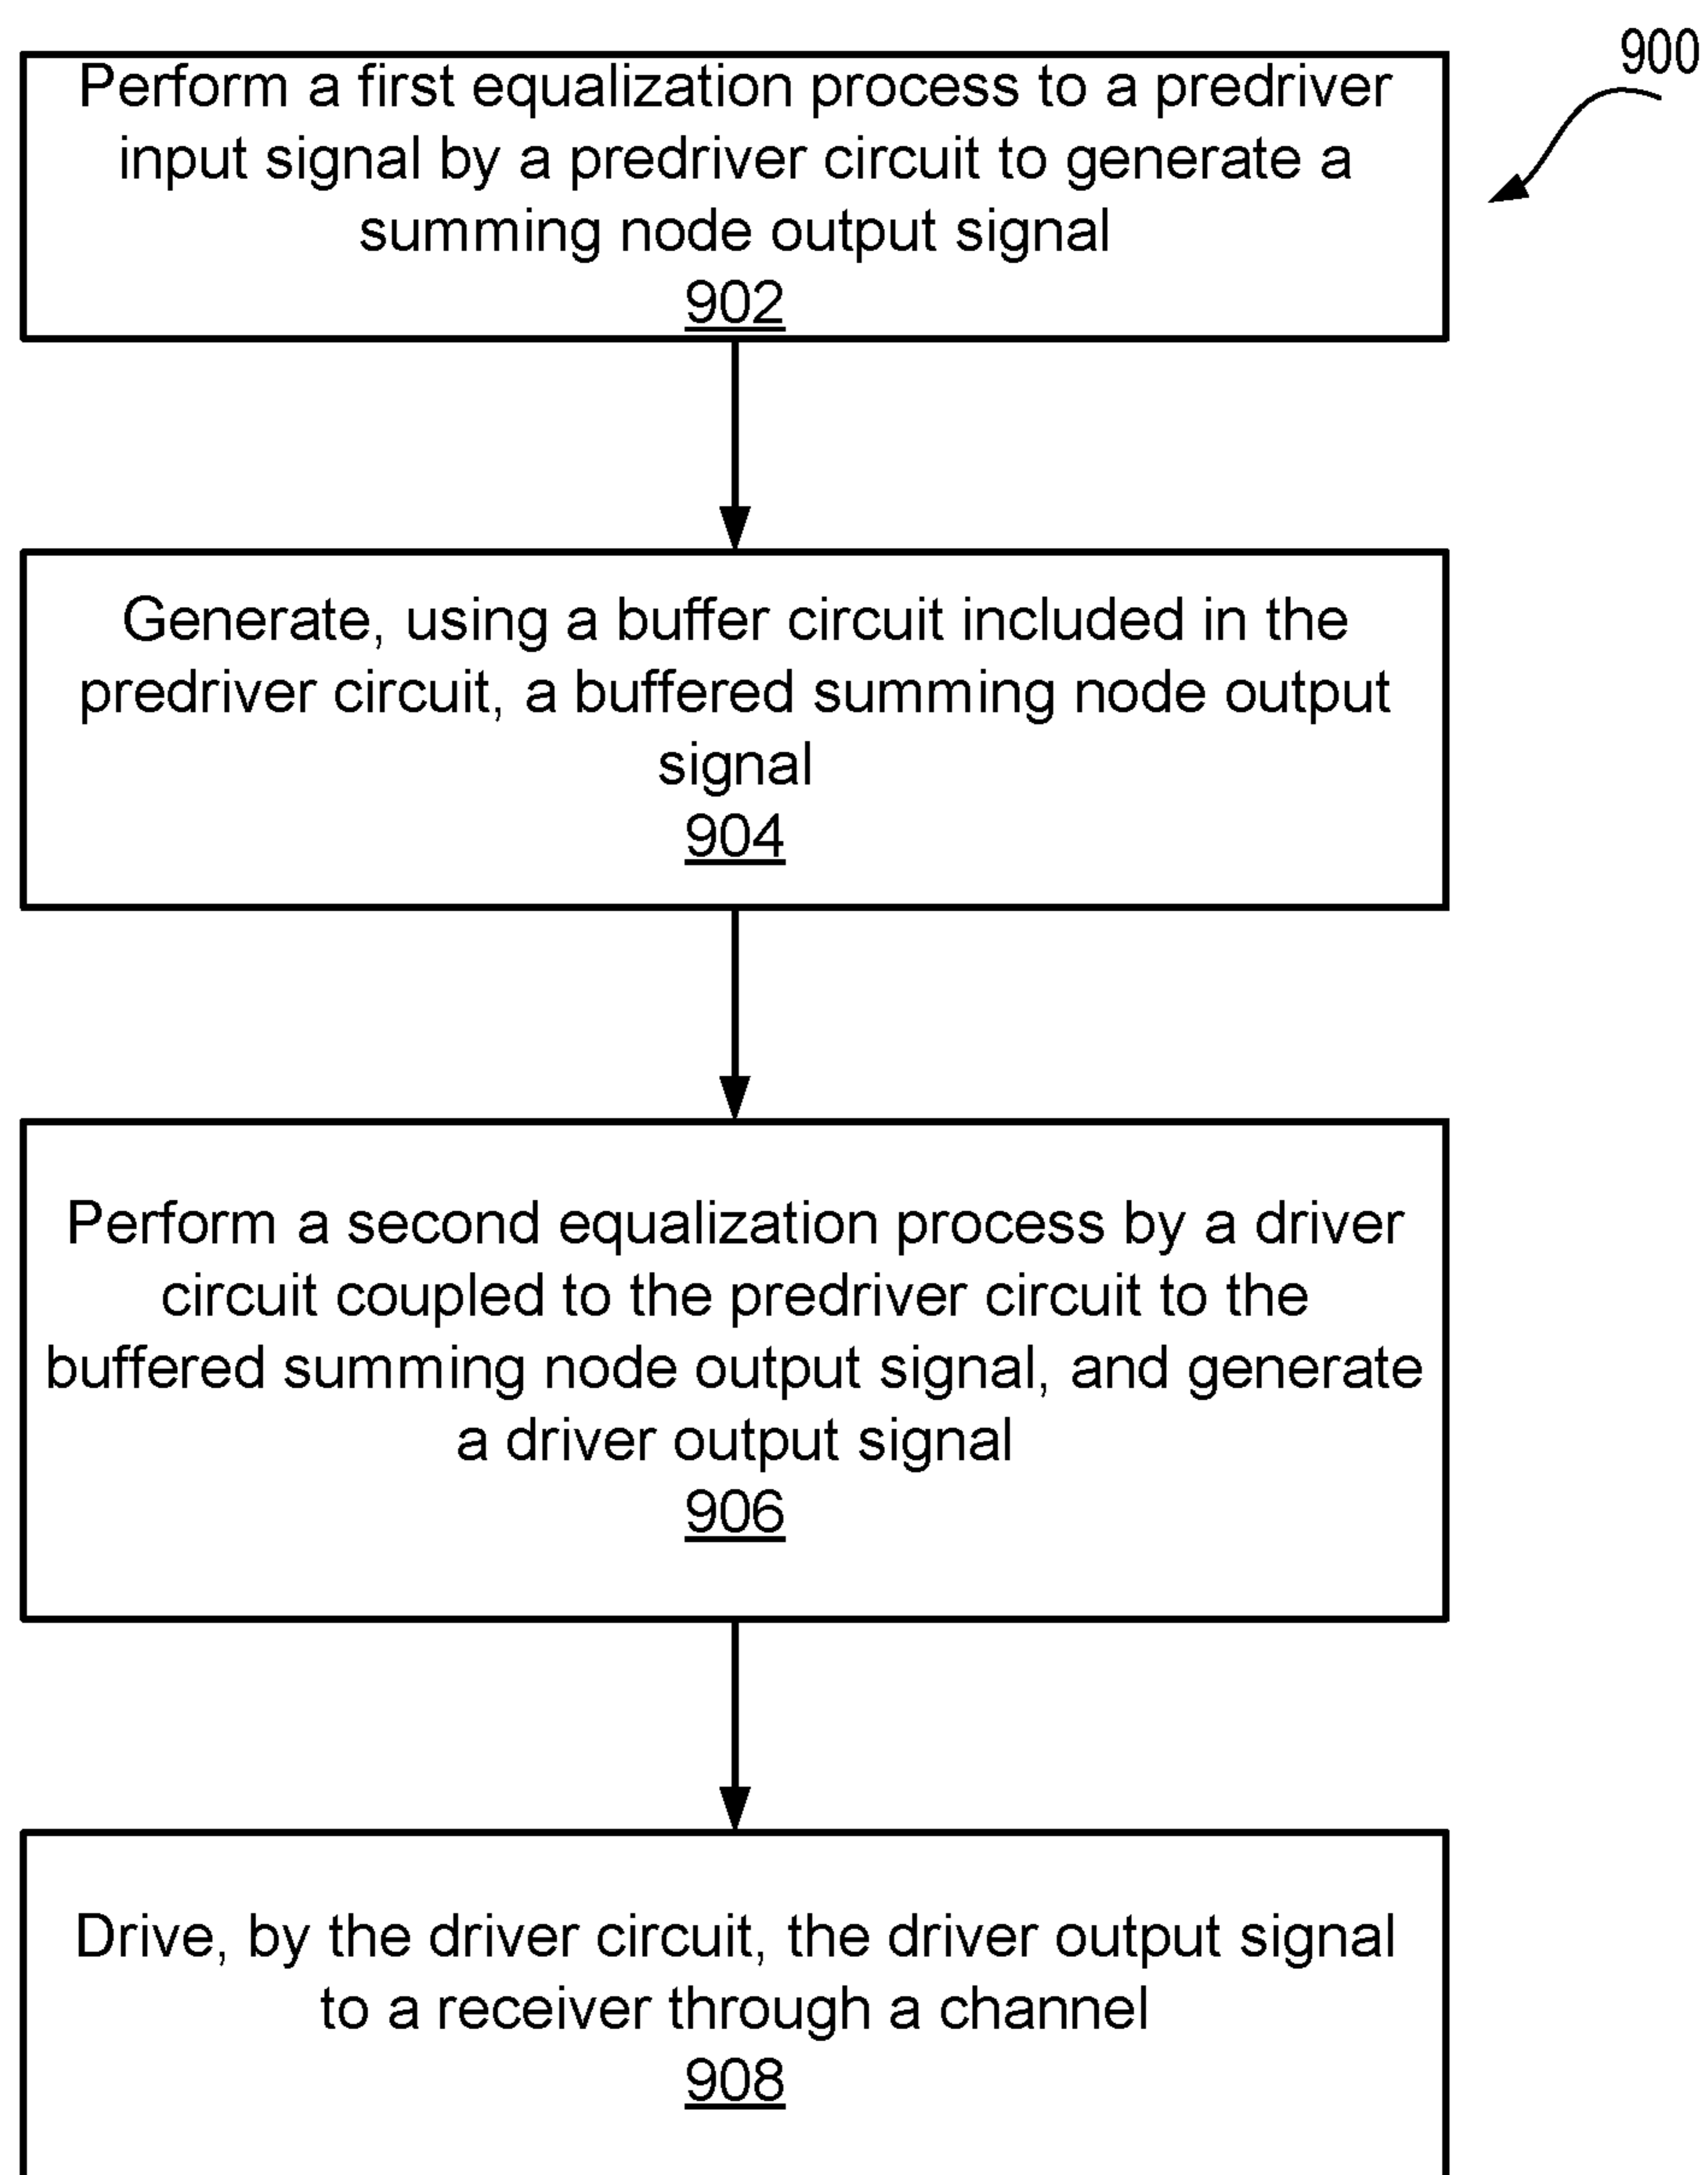 900
Perform a first equalization process to a predriver
input signal by a predriver circuit to generate a
summing node output signal
902
Generate, using a buffer circuit included in the
predriver circuit, a buffered summing node output
signal
904
Perform a second equalization process by a driver
circuit coupled to the predriver circuit to the
buffered summing node output signal, and generate
a driver output signal
906
Drive, by the driver circuit, the driver output signal
to a receiver through a channel
908